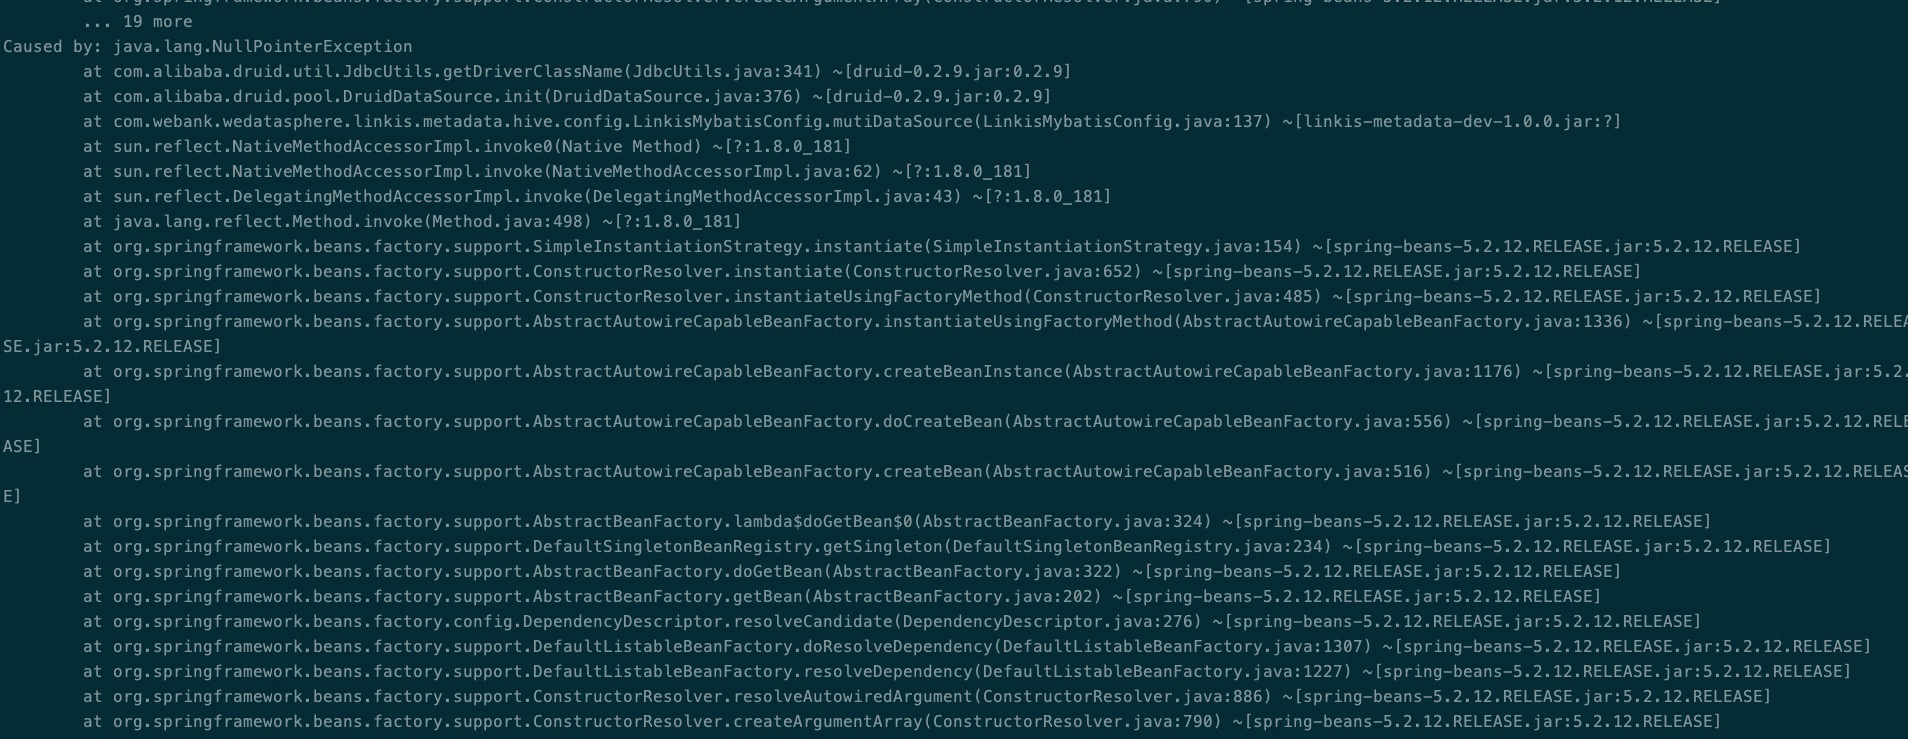 at org.springframework.beans.factory.support.ConstructorResolver.createArgumentArray(ConstructorResolver.java:790) ~[spring-beans-5.2.12.RELEASE.jar:5.2.12.RELEASE]
... 19 more
Caused by: java.lang.NullPointerException
at com.alibaba.druid.util.JdbcUtils.getDriverClassName(JdbcUtils.java:341) ~[druid-0.2.9.jar:0.2.9]
at com.alibaba.druid.pool.DruidDataSource.init(DruidDataSource.java:376) ~[druid-0.2.9.jar:0.2.9]
at com.webank.wedatasphere.linkis.metadata.hive.config.LinkisMybatisConfig.mutiDataSource(LinkisMybatisConfig.java:137) ~[linkis-metadata-dev-1.0.0.jar:?]
at sun.reflect.NativeMethodAccessorImpl.invoke0(Native Method) ~[?:1.8.0_181]
at sun.reflect.NativeMethodAccessorImpl.invoke(NativeMethodAccessorImpl.java:62) ~[?:1.8.0_181]
at sun.reflect.DelegatingMethodAccessorImpl.invoke(DelegatingMethodAccessorImpl.java:43) ~[?:1.8.0_181]
at java.lang.reflect.Method.invoke(Method.java:498) ~[?:1.8.0_181]
at org.springframework.beans.factory.support.SimpleInstantiationStrategy.instantiate(SimpleInstantiationStrategy.java:154) ~[spring-beans-5.2.12.RELEASE.jar:5.2.12.RELEASE]
at org.springframework.beans.factory.support.ConstructorResolver.instantiate(ConstructorResolver.java:652) ~[spring-beans-5.2.12.RELEASE.jar:5.2.12.RELEASE]
at org.springframework.beans.factory.support.ConstructorResolver.instantiateUsingFactoryMethod(ConstructorResolver.java:485) ~[spring-beans-5.2.12.RELEASE.jar:5.2.12.RELEASE]
at org.springframework.beans.factory.support.AbstractAutowireCapableBeanFactory.instantiateUsingFactoryMethod(AbstractAutowireCapableBeanFactory.java:1336) ~[spring-beans-5.2.12.RELEA
SE.jar:5.2.12.RELEASE]
at org.springframework.beans.factory.support.AbstractAutowireCapableBeanFactory.createBeanInstance(AbstractAutowireCapableBeanFactory.java:1176) ~[spring-beans-5.2.12.RELEASE.jar:5.2.
12.RELEASE]
at org.springframework.beans.factory.support.AbstractAutowireCapableBeanFactory.doCreateBean(AbstractAutowireCapableBeanFactory.java:556) ~[spring-beans-5.2.12.RELEASE.jar:5.2.12.RELE
ASE]
at org.springframework.beans.factory.support.AbstractAutowireCapableBeanFactory.createBean(AbstractAutowireCapableBeanFactory.java:516) ~[spring-beans-5.2.12.RELEASE.jar:5.2.12.RELEAS
E]
at org.springframework.beans.factory.support.AbstractBeanFactory.lambda$doGetBean$0(AbstractBeanFactory.java:324) ~[spring-beans-5.2.12.RELEASE.jar:5.2.12.RELEASE]
at org.springframework.beans.factory.support.DefaultSingletonBeanRegistry.getSingleton(DefaultSingletonBeanRegistry.java:234) ~[spring-beans-5.2.12.RELEASE.jar:5.2.12.RELEASE]
at org.springframework.beans.factory.support.AbstractBeanFactory.doGetBean(AbstractBeanFactory.java:322) ~[spring-beans-5.2.12.RELEASE.jar:5.2.12.RELEASE]
at org.springframework.beans.factory.support.AbstractBeanFactory.getBean(AbstractBeanFactory.java:202) ~[spring-beans-5.2.12.RELEASE.jar:5.2.12.RELEASE]
at org.springframework.beans.factory.config.DependencyDescriptor.resolveCandidate(DependencyDescriptor.java:276) ~[spring-beans-5.2.12.RELEASE.jar:5.2.12.RELEASE]
at org.springframework.beans.factory.support.DefaultListableBeanFactory.doResolveDependency(DefaultListableBeanFactory.java:1307) ~[spring-beans-5.2.12.RELEASE.jar:5.2.12.RELEASE]
at org.springframework.beans.factory.support.DefaultListableBeanFactory.resolveDependency(DefaultListableBeanFactory.java:1227) ~[spring-beans-5.2.12.RELEASE.jar:5.2.12.RELEASE]
at org.springframework.beans.factory.support.ConstructorResolver.resolveAutowiredArgument(ConstructorResolver.java:886) ~[spring-beans-5.2.12.RELEASE.jar:5.2.12.RELEASE]
at org.springframework.beans.factory.support.ConstructorResolver.createArgumentArray(ConstructorResolver.java:790) ~[spring-beans-5.2.12.RELEASE.jar:5.2.12.RELEASE]